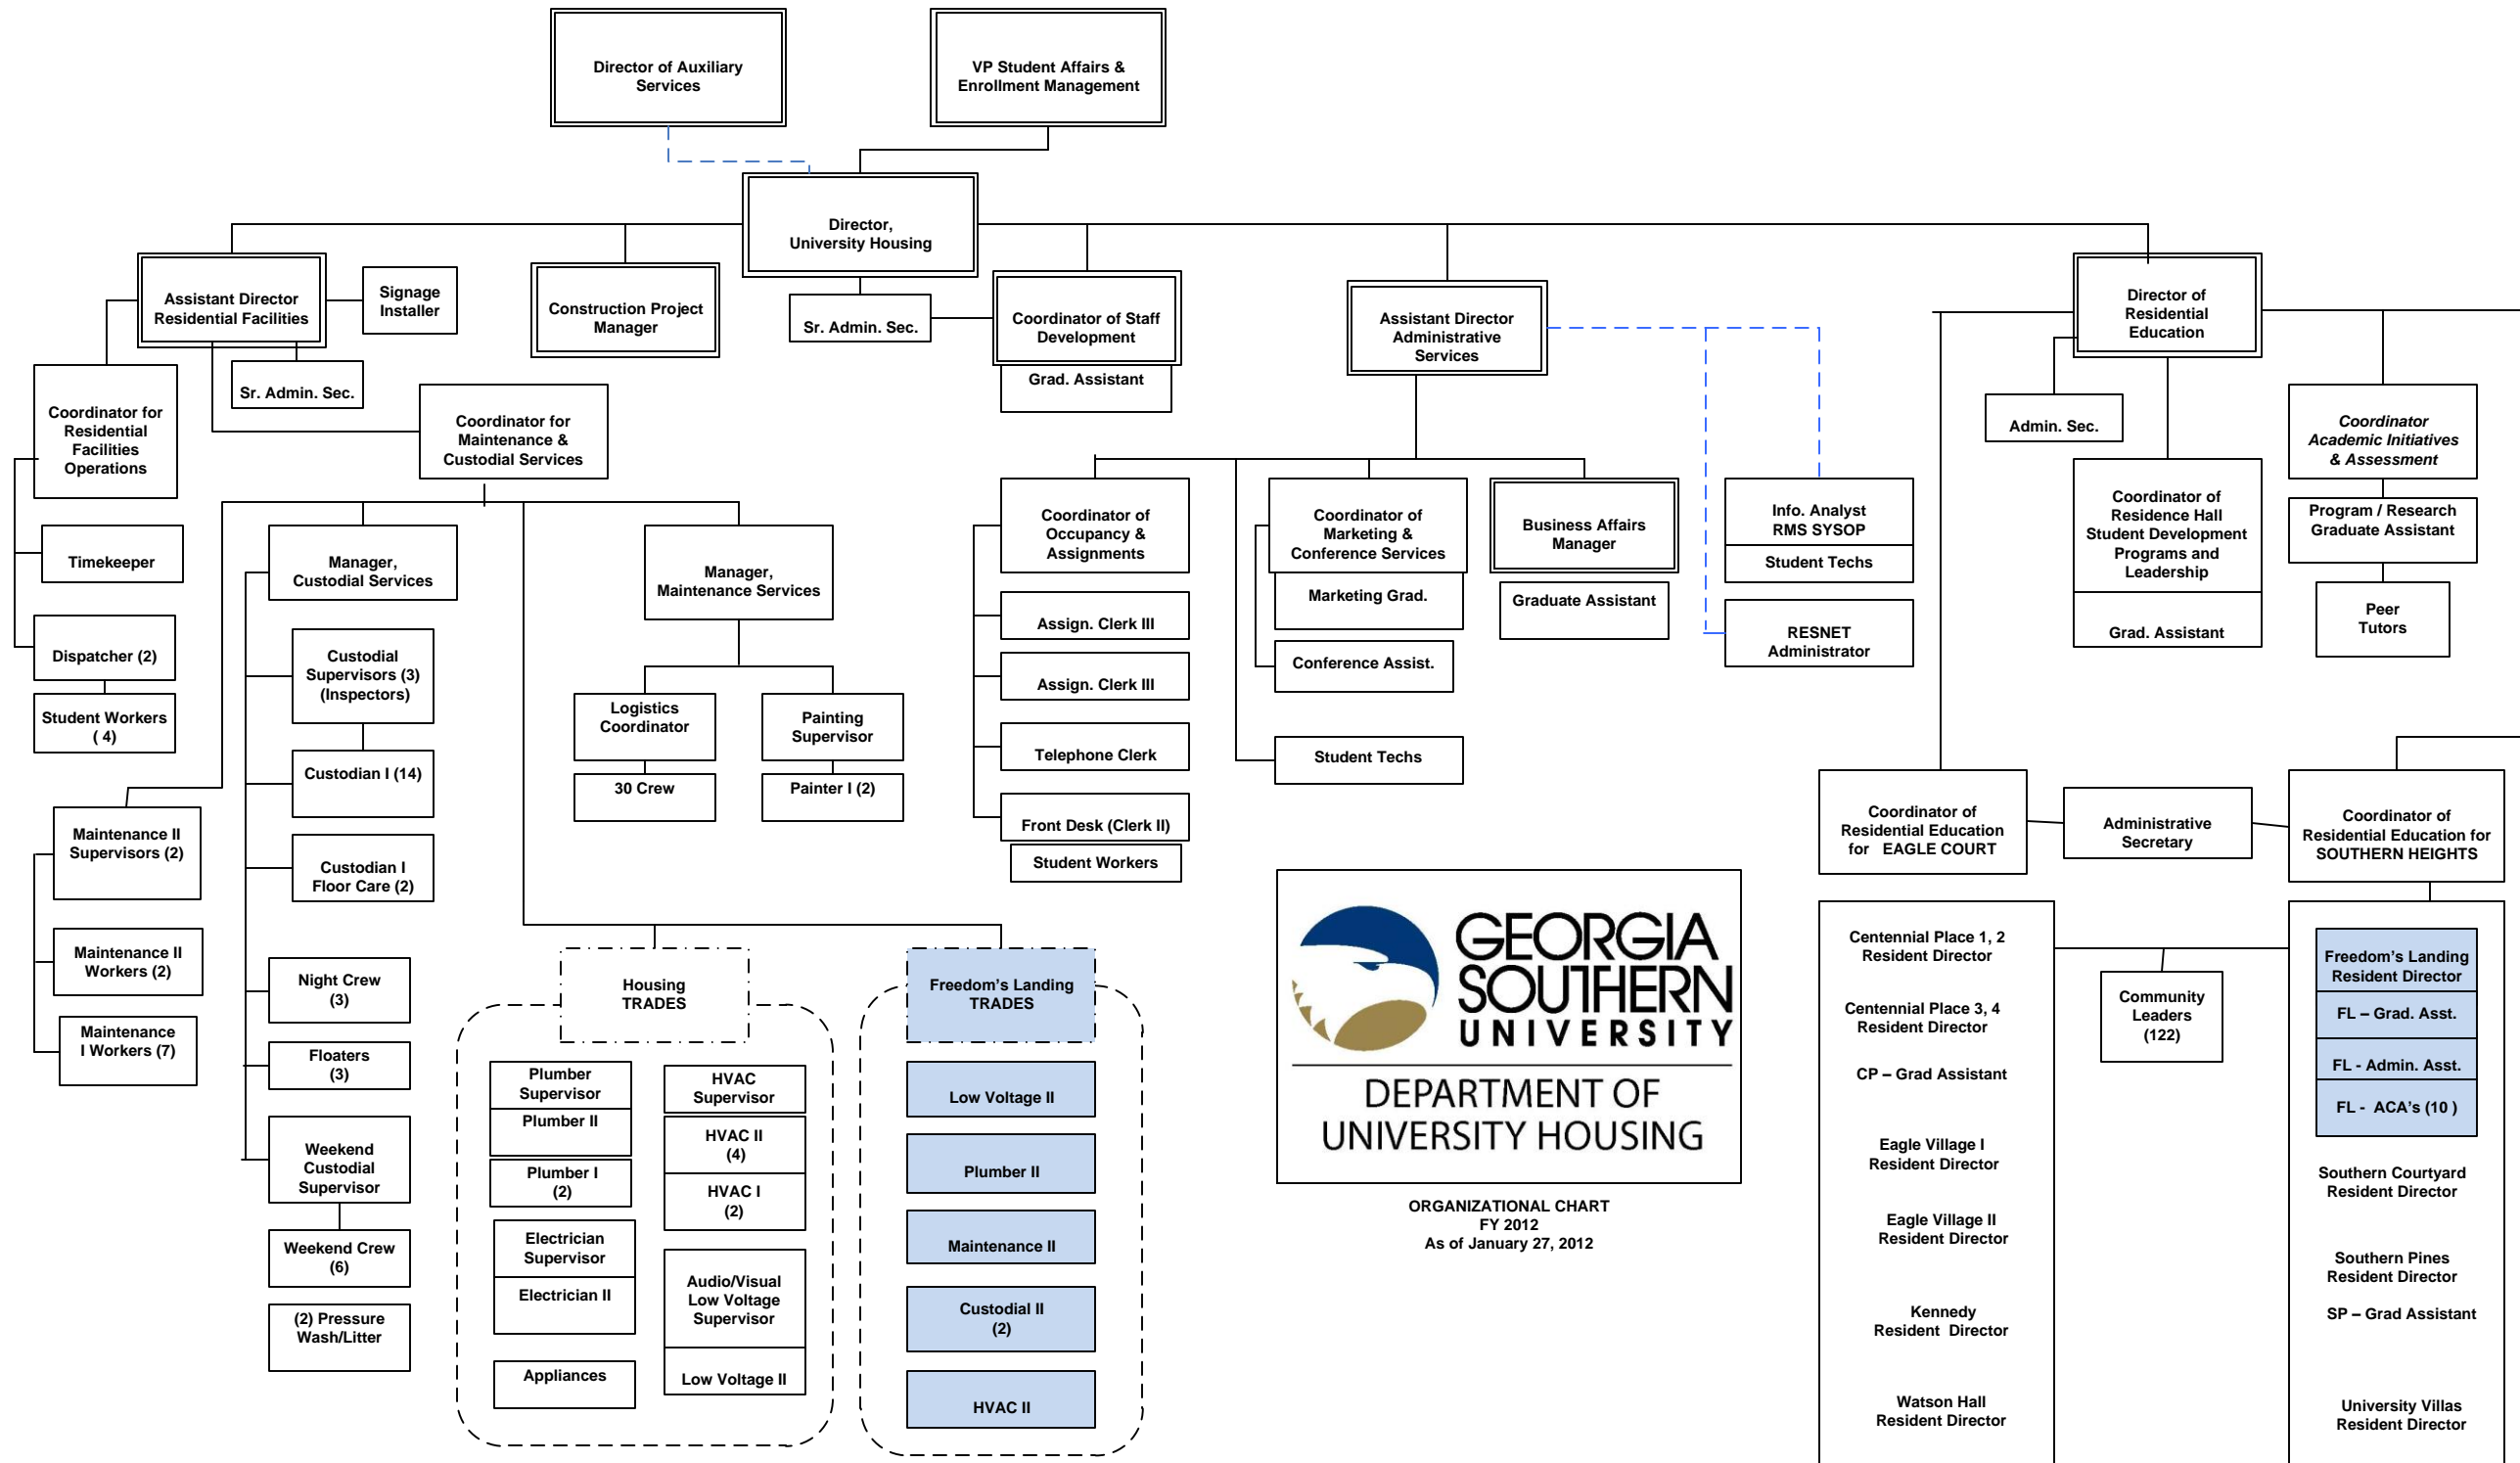 Director of Auxiliary
Services
VP Student Affairs &
Enrollment Management
Director,
University Housing
Assistant Director
Residential Facilities
Signage
Installer
Construction Project
Manager
Sr. Admin. Sec.
Coordinator of Staff
Development
Grad. Assistant
Assistant Director
Administrative
Services
Director of
Residential
Education
Sr. Admin. Sec.
Admin. Sec.
Coordinator for
Residential
Facilities
Operations
Coordinator for
Maintenance &
Custodial Services
Coordinator
Academic Initiatives
& Assessment
Timekeeper
Dispatcher (2)
Student Workers
( 4)
Manager,
Custodial Services
Custodial
Supervisors (3)
(Inspectors)
Custodian I (14)
Custodian I
Floor Care (2)
Night Crew
(3)
Floaters
(3)
Weekend
Custodial
Supervisor
Weekend Crew
(6)
(2) Pressure
Wash/Litter
Maintenance II
Supervisors (2)
Maintenance II
Workers (2)
Maintenance
I Workers (7)
Manager,
Maintenance Services
Logistics
Coordinator
30 Crew
Painting
Supervisor
Painter I (2)
Coordinator of
Occupancy &
Assignments
Assign. Clerk III
Assign. Clerk III
Telephone Clerk
Front Desk (Clerk II)
Student Workers
Coordinator of
Marketing &
Conference Services
Marketing Grad.
Conference Assist.
Student Techs
Business Affairs
Manager
Graduate Assistant
Info. Analyst
RMS SYSOP
Student Techs
RESNET
Administrator
Coordinator of
Residence Hall
Student Development
Programs and
Leadership
Grad. Assistant
Program / Research
Graduate Assistant
Peer
Tutors
Housing
TRADES
Plumber
Supervisor
Plumber II
Plumber I
(2)
Electrician
Supervisor
Electrician II
Appliances
HVAC
Supervisor
HVAC II
(4)
HVAC I
(2)
Audio/Visual
Low Voltage
Supervisor
Low Voltage II
Freedom's Landing
TRADES
Low Voltage II
Plumber II
Maintenance II
Custodial II
(2)
HVAC II
GEORGIA
SOUTHERN
UNIVERSITY
DEPARTMENT OF
UNIVERSITY HOUSING
ORGANIZATIONAL CHART
FY 2012
As of January 27, 2012
Coordinator of
Residential Education
for EAGLE COURT
Administrative
Secretary
Coordinator of
Residential Education for
SOUTHERN HEIGHTS
Centennial Place 1, 2
Resident Director
Centennial Place 3, 4
Resident Director
CP – Grad Assistant
Eagle Village I
Resident Director
Eagle Village II
Resident Director
Kennedy
Resident Director
Watson Hall
Resident Director
Community
Leaders
(122)
Freedom's Landing
Resident Director
FL – Grad. Asst.
FL - Admin. Asst.
FL - ACA's (10 )
Southern Courtyard
Resident Director
Southern Pines
Resident Director
SP – Grad Assistant
University Villas
Resident Director